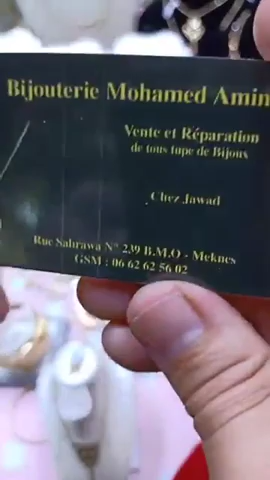 Bijouterie Mohamed Amin
Vente et Réparation
de tous tupe de Bijoux
Chez Jawad
Rue Sahrawa N° 239 B.M.O - Meknes
GSM : 06 62 62 56 02